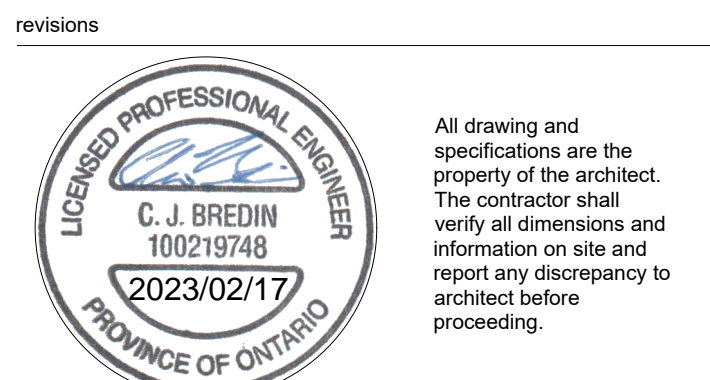 revisions
LICENSED PROFESSIONAL ENGINEER
C. J. BREDIN
100219748
2023/02/17
PROVINCE OF ONTARIO
All drawing and
specifications are the
property of the architect.
The contractor shall
verify all dimensions and
information on site and
report any discrepancy to
architect before
proceeding.